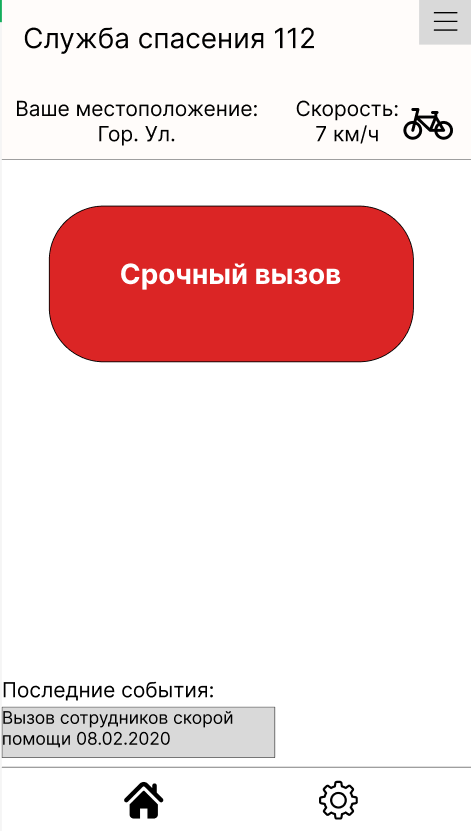 Служба спасения 112
Ваше местоположение:
Гор. Ул.
Скорость:
7 км/ч
Срочный вызов
Последние события:
Вызов сотрудников скорой
помощи 08.02.2020